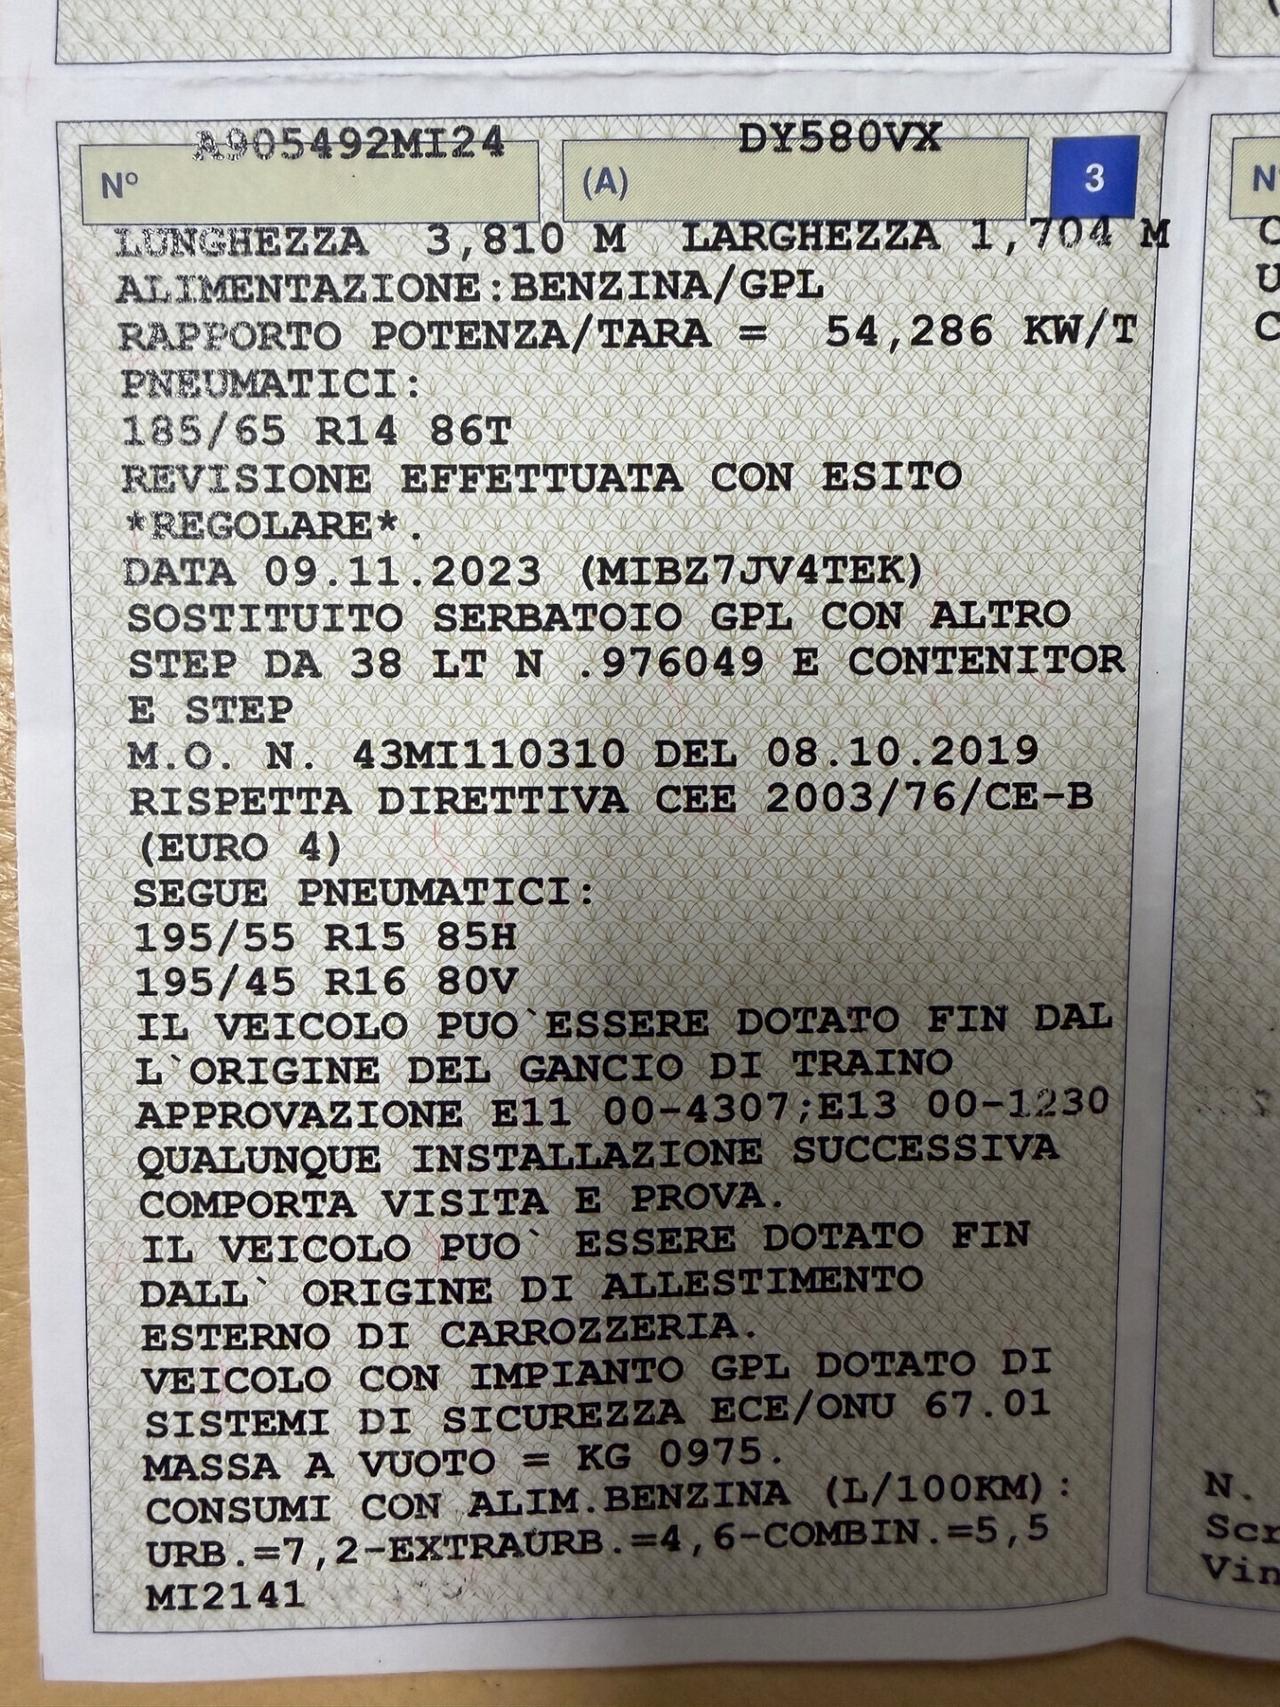 A905492MI24 DY580VX
N° (A) 3
LUNGHEZZA 3,810 M LARGHEZZA 1,704 M
ALIMENTAZIONE:BENZINA/GPL
RAPPORTO POTENZA/TARA = 54,286 KW/T
PNEUMATICI:
185/65 R14 86T
REVISIONE EFFETTUATA CON ESITO
*REGOLARE*.
DATA 09.11.2023 (MIBZ7JV4TEK)
SOSTITUITO SERBATOIO GPL CON ALTRO
STEP DA 38 LT N .976049 E CONTENITOR
E STEP
M.O. N. 43MI110310 DEL 08.10.2019
RISPETTA DIRETTIVA CEE 2003/76/CE-B
(EURO 4)
SEGUE PNEUMATICI:
195/55 R15 85H
195/45 R16 80V
IL VEICOLO PUO`ESSERE DOTATO FIN DAL
L`ORIGINE DEL GANCIO DI TRAINO
APPROVAZIONE E11 00-4307;E13 00-1230
QUALUNQUE INSTALLAZIONE SUCCESSIVA
COMPORTA VISITA E PROVA.
IL VEICOLO PUO` ESSERE DOTATO FIN
DALL` ORIGINE DI ALLESTIMENTO
ESTERNO DI CARROZZERIA.
VEICOLO CON IMPIANTO GPL DOTATO DI
SISTEMI DI SICUREZZA ECE/ONU 67.01
MASSA A VUOTO = KG 0975.
CONSUMI CON ALIM.BENZINA (L/100KM):
URB.=7,2-EXTRAURB.=4,6-COMBIN.=5,5
MI2141
N.